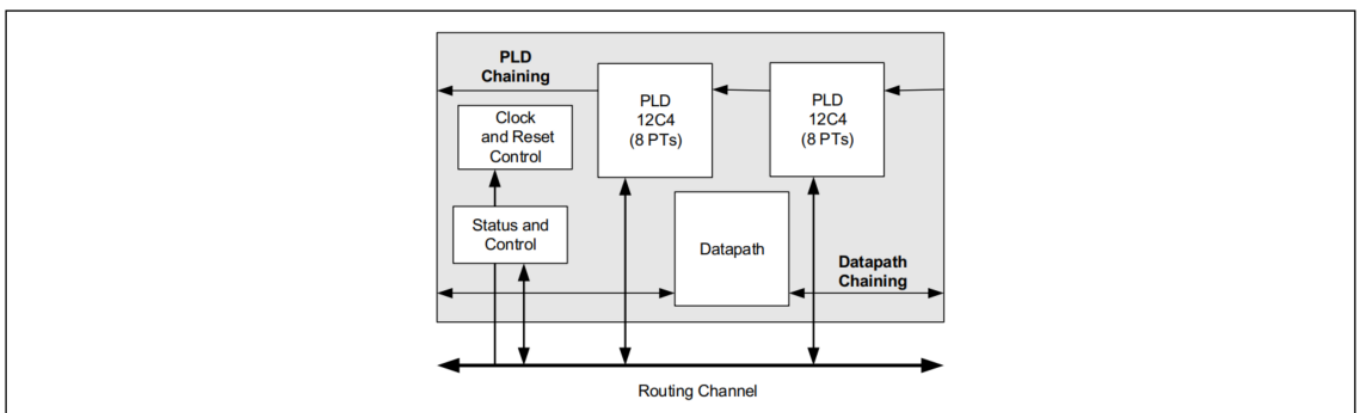 PLD
Chaining
PLD
12C4
(8 PTs)
PLD
12C4
(8 PTs)
Clock
and Reset
Control
Status and
Control
Datapath
Datapath
Chaining
Routing Channel